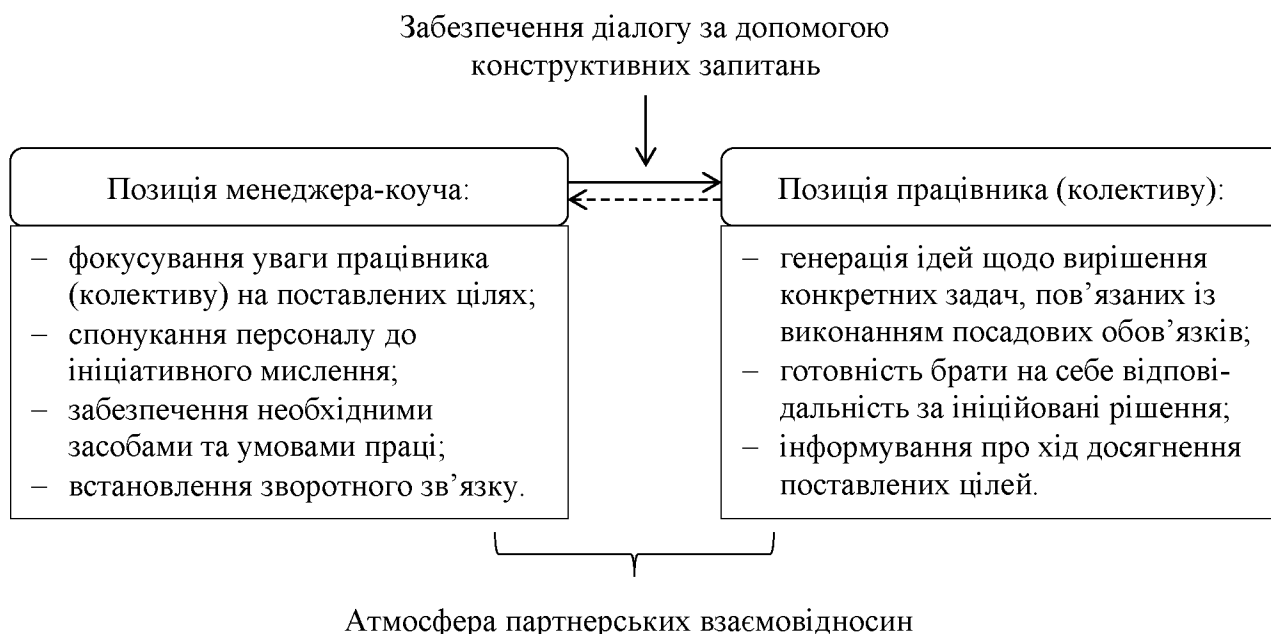 Забезпечення діалогу за допомогою
конструктивних запитань
Позиція менеджера-коуча:
– фокусування уваги працівника
(колективу) на поставлених цілях;
– спонукання персоналу до
ініціативного мислення;
– забезпечення необхідними
засобами та умовами праці;
– встановлення зворотного зв’язку.
Позиція працівника (колективу):
– генерація ідей щодо вирішення
конкретних задач, пов’язаних із
виконанням посадових обов’язків;
– готовність брати на себе відпові-
дальність за ініційовані рішення;
– інформування про хід досягнення
поставлених цілей.
Атмосфера партнерських взаємовідносин